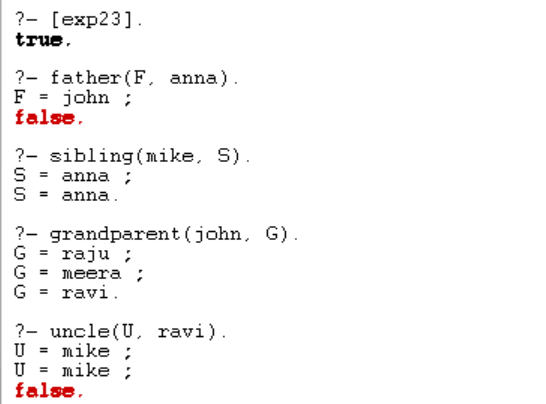 ?- [exp23].
true.
?- father(F, anna).
F = john ;
false.
?- sibling(mike, S).
S = anna ;
S = anna.
?- grandparent(john, G).
G = raju ;
G = meera ;
G = ravi.
?- uncle(U, ravi).
U = mike ;
U = mike ;
false.